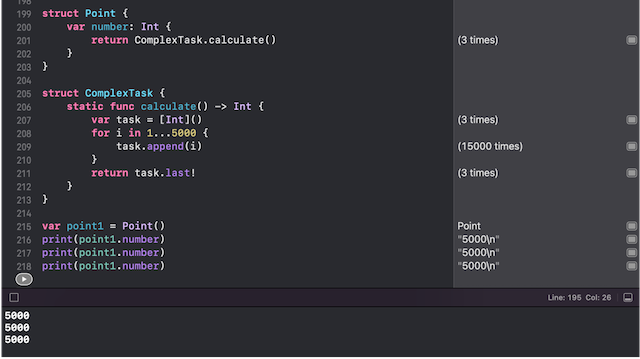 198
199 struct Point {
200 var number: Int {
201 return ComplexTask.calculate() (3 times)
202 }
203 }
204
205 struct ComplexTask {
206 static func calculate() -> Int {
207 var task = [Int]() (3 times)
208 for i in 1...5000 {
209 task.append(i) (15000 times)
210 }
211 return task.last! (3 times)
212 }
213 }
214
215 var point1 = Point() Point
216 print(point1.number) "5000\n"
217 print(point1.number) "5000\n"
218 print(point1.number) "5000\n"
Line: 195 Col: 26
5000
5000
5000